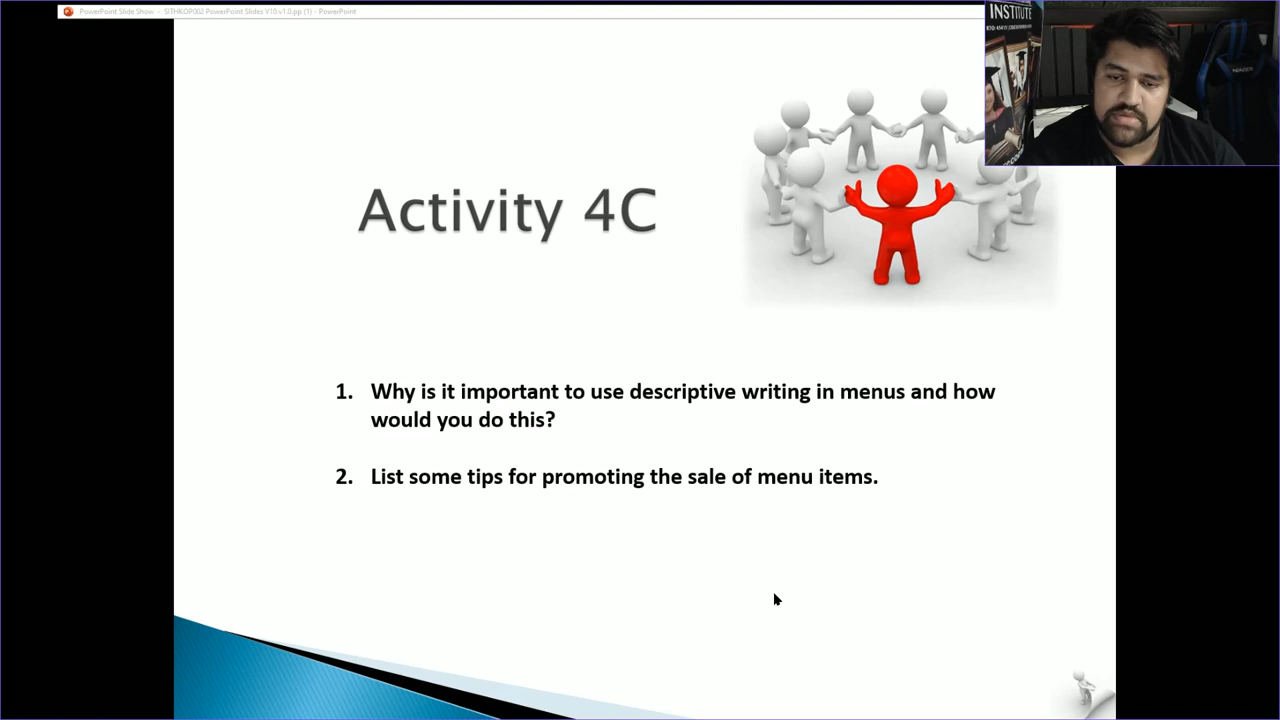 PowerPoint Slide Show - SITHKOP002 PowerPoint Slides V10 v1.0.pp (1) - PowerPoint
INSTITUTE
Activity 4C
1. Why is it important to use descriptive writing in menus and how
would you do this?
2. List some tips for promoting the sale of menu items.